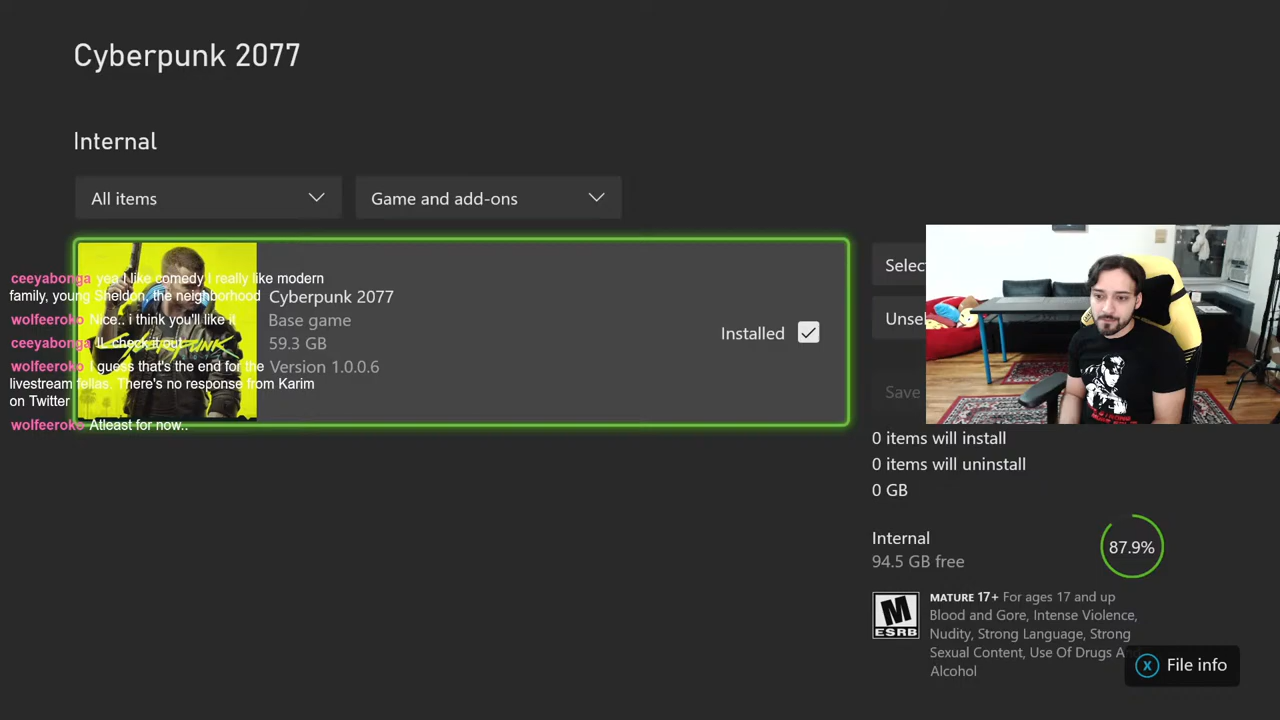 Cyberpunk 2077
Internal
All items
Game and add-ons
ceeyabonga yea I like comedy I really like modern
family, young Sheldon, the neighborhood
wolfeeroko Nice.. i think you'll like it
ceeyabonga I'L check it out
wolfeeroko I guess that's the end for the
livestream fellas. There's no response from Karim
on Twitter
wolfeeroko Atleast for now..
CYBERPUNK
Cyberpunk 2077
Base game
59.3 GB
Version 1.0.0.6
Installed
Selec
Unse
Save
0 items will install
0 items will uninstall
0 GB
Internal
94.5 GB free
87.9%
M
ESRB
MATURE 17+ For ages 17 and up
Blood and Gore, Intense Violence,
Nudity, Strong Language, Strong
Sexual Content, Use Of Drugs An
Alcohol
X File info